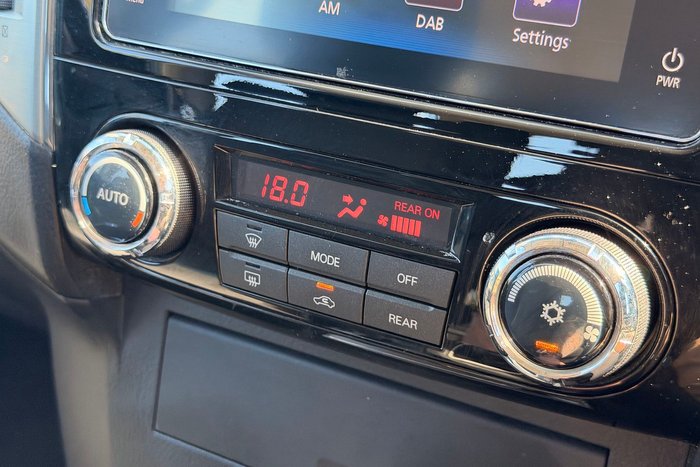 AM
DAB
Settings
PWR
AUTO
18.0
REAR ON
MODE
OFF
REAR